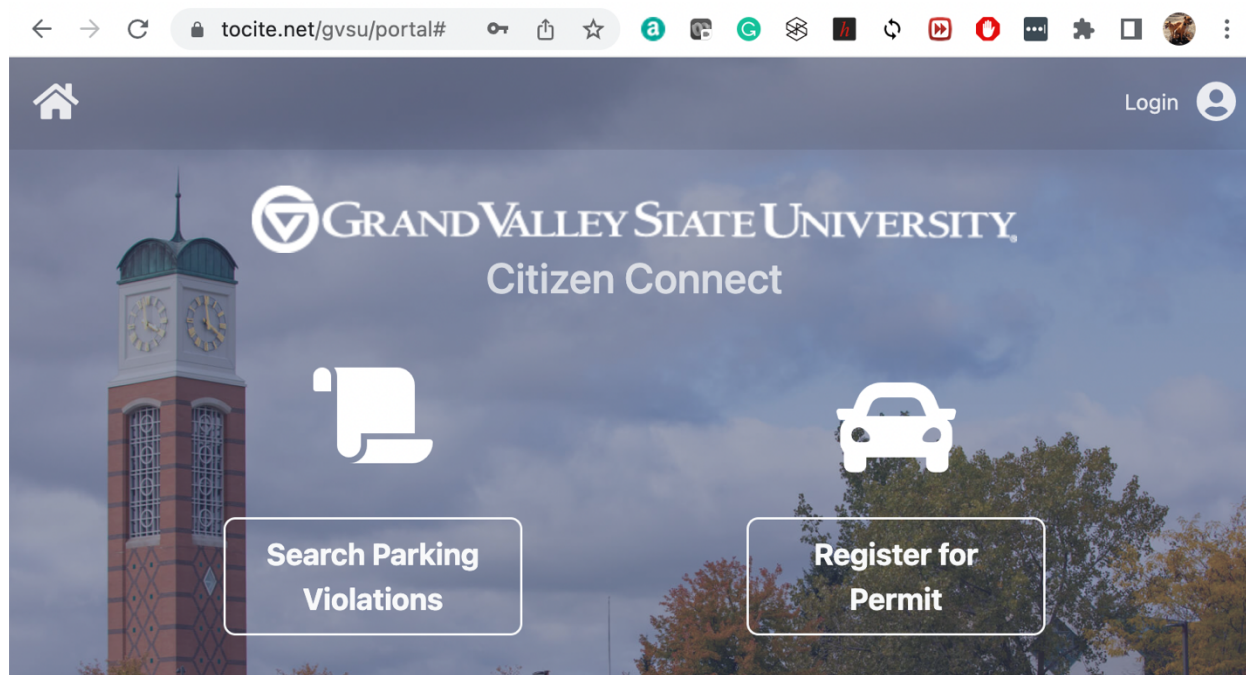 tocite.net/gvsu/portal#
Login
GRAND VALLEY STATE UNIVERSITY
Citizen Connect
Search Parking
Violations
Register for
Permit